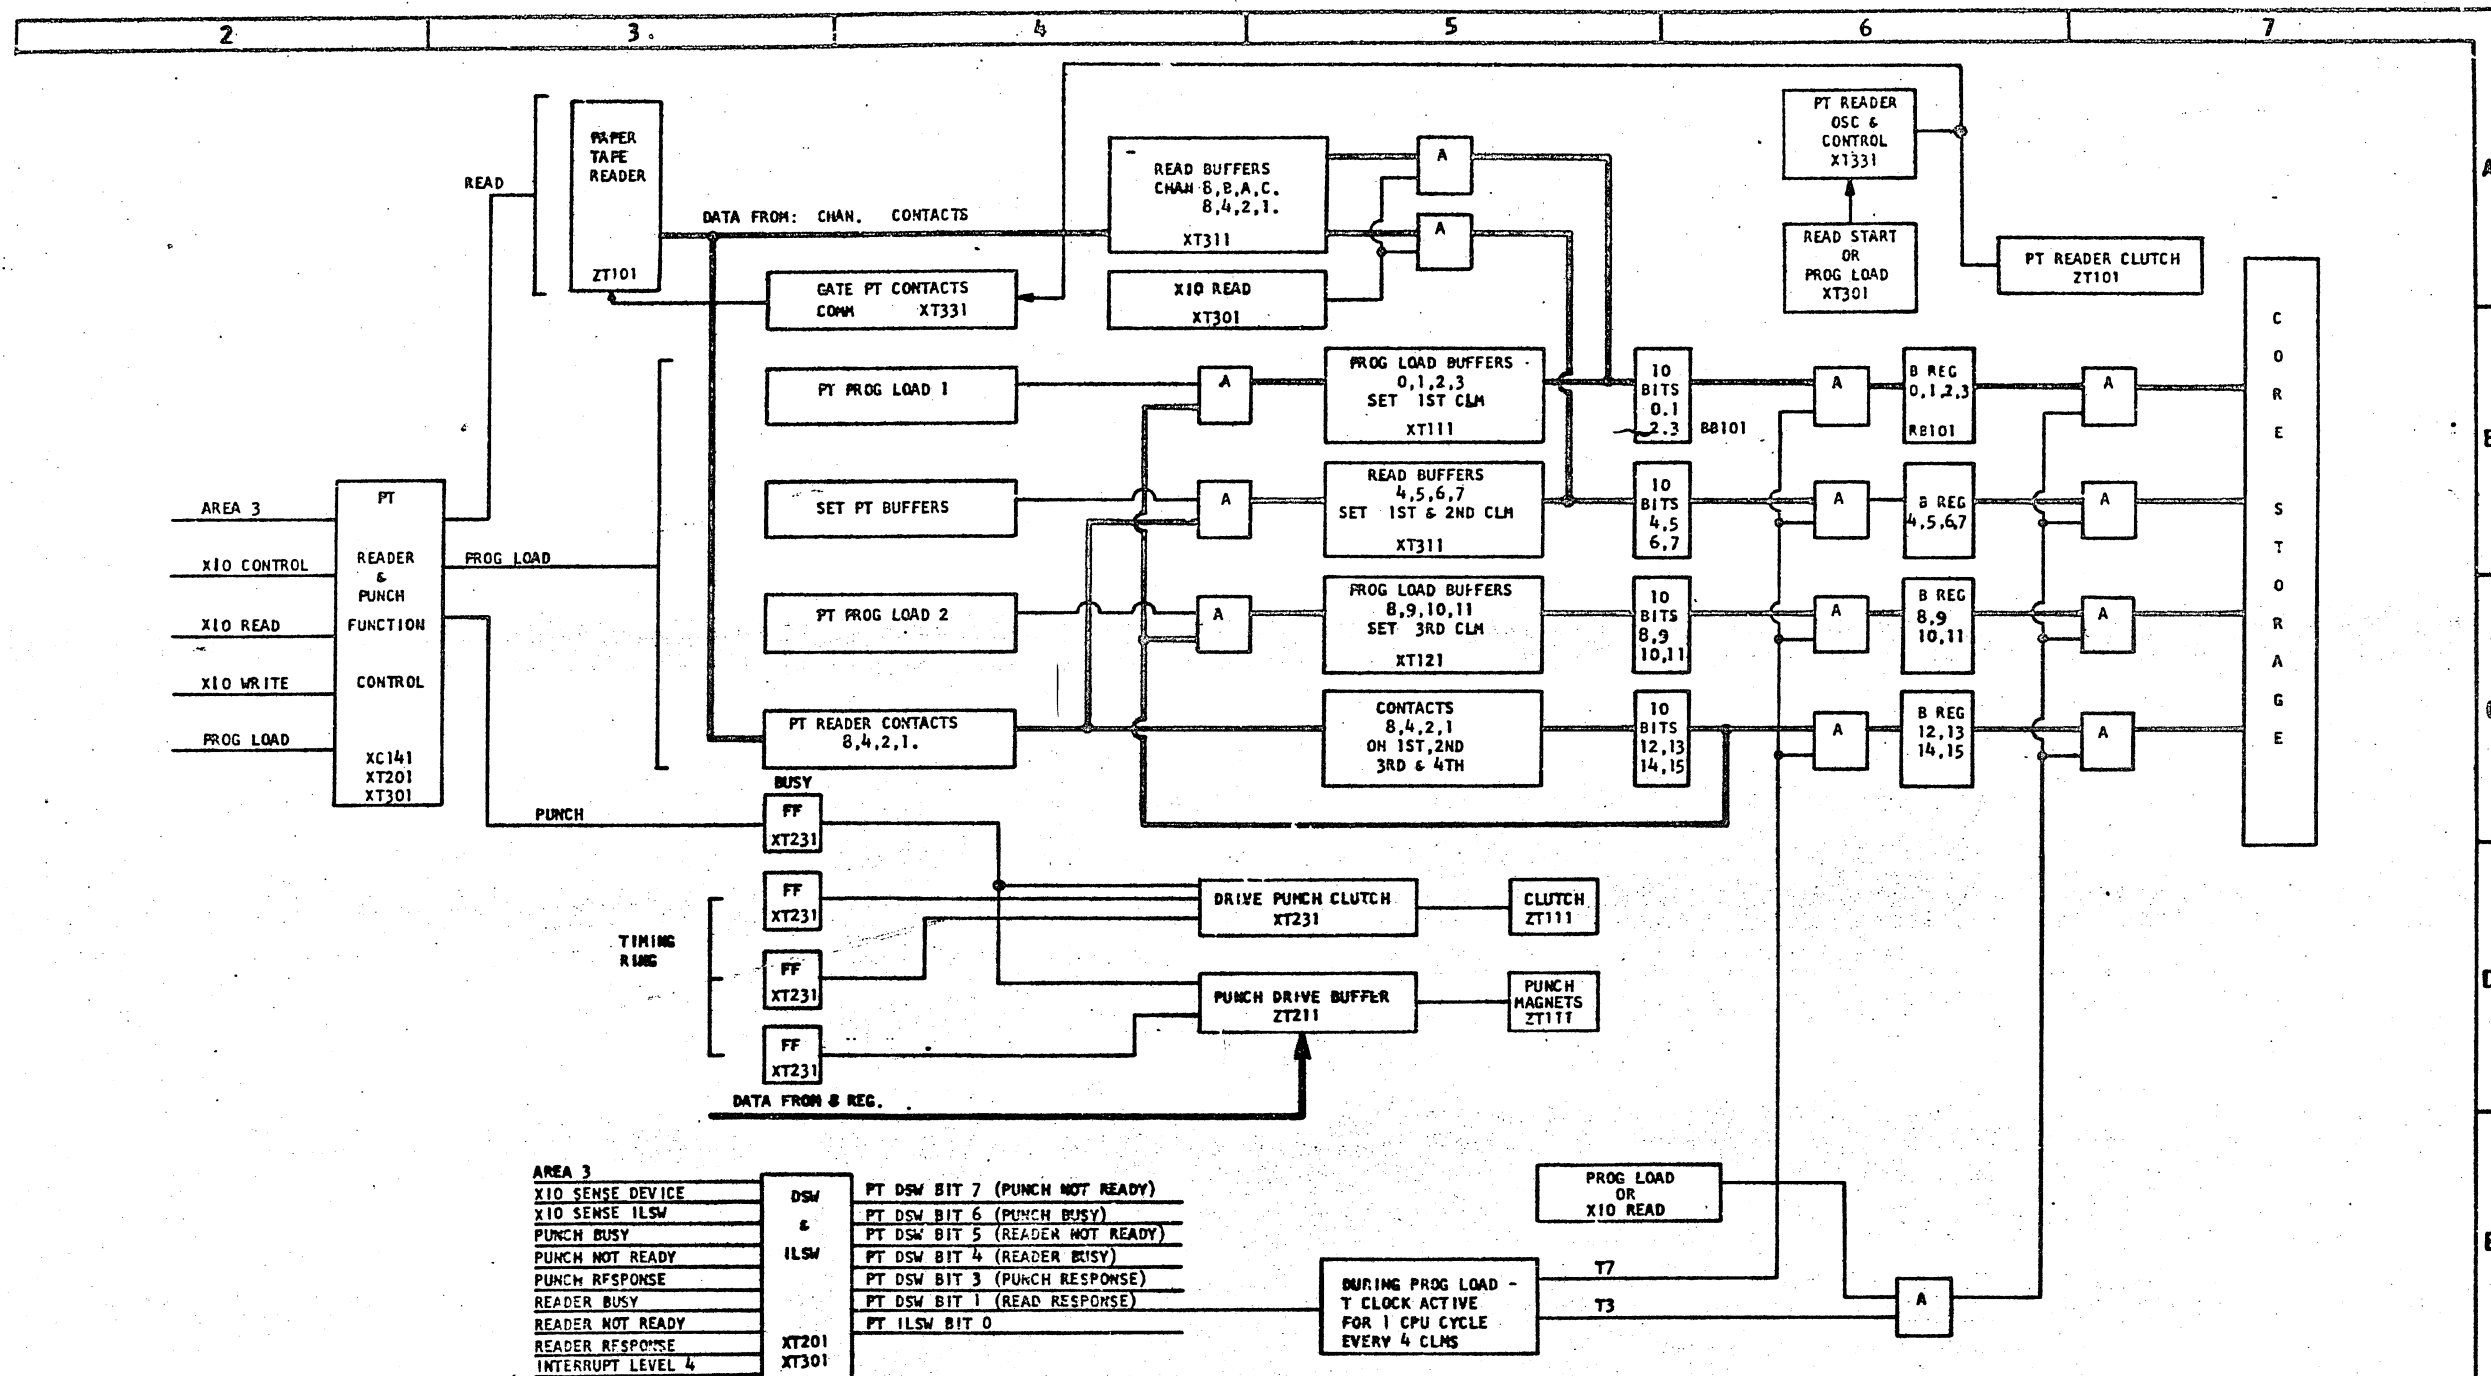 2 3. 4 5 6 7
PAPER
TAPE
READER
ZT101
READ
DATA FROM: CHAN. CONTACTS
READ BUFFERS
CHAN 8,B,A,C.
8,4,2,1.
XT311
A
A
PT READER
OSC &
CONTROL
XT331
READ START
OR
PROG LOAD
XT301
PT READER CLUTCH
ZT101
GATE PT CONTACTS
COMM XT331
XIO READ
XT301
CORE STORAGE
PT PROG LOAD 1
A
PROG LOAD BUFFERS
0,1,2,3
SET 1ST CLM
XT111
IO
BITS
0.1
2.3
BB101
A
B REG
0,1,2,3
RB101
A
SET PT BUFFERS
A
READ BUFFERS
4,5,6,7
SET 1ST & 2ND CLM
XT311
IO
BITS
4,5
6,7
A
B REG
4,5,6,7
A
PT PROG LOAD 2
A
PROG LOAD BUFFERS
8,9,10,11
SET 3RD CLM
XT121
IO
BITS
8,9
10,11
A
B REG
8,9
10,11
A
PT READER CONTACTS
8,4,2,1.
CONTACTS
8,4,2,1
ON 1ST,2ND
3RD & 4TH
IO
BITS
12,13
14,15
A
B REG
12,13
14,15
A
AREA 3
XIO CONTROL
XIO READ
XIO WRITE
PROG LOAD
PT
READER
&
PUNCH
FUNCTION
CONTROL
XC141
XT201
XT301
PROG LOAD
PUNCH
BUSY
FF
XT231
TIMING
RING
FF
XT231
FF
XT231
FF
XT231
DRIVE PUNCH CLUTCH
XT231
CLUTCH
ZT111
PUNCH DRIVE BUFFER
ZT211
PUNCH
MAGNETS
ZT111
DATA FROM B REG.
AREA 3
XIO SENSE DEVICE
XIO SENSE ILSW
PUNCH BUSY
PUNCH NOT READY
PUNCH RESPONSE
READER BUSY
READER NOT READY
READER RESPONSE
INTERRUPT LEVEL 4
DSW
&
ILSW
XT201
XT301
PT DSW BIT 7 (PUNCH NOT READY)
PT DSW BIT 6 (PUNCH BUSY)
PT DSW BIT 5 (READER NOT READY)
PT DSW BIT 4 (READER BUSY)
PT DSW BIT 3 (PUNCH RESPONSE)
PT DSW BIT 1 (READ RESPONSE)
PT ILSW BIT 0
PROG LOAD
OR
XIO READ
DURING PROG LOAD -
T CLOCK ACTIVE
FOR 1 CPU CYCLE
EVERY 4 CLMS
T7
T3
A